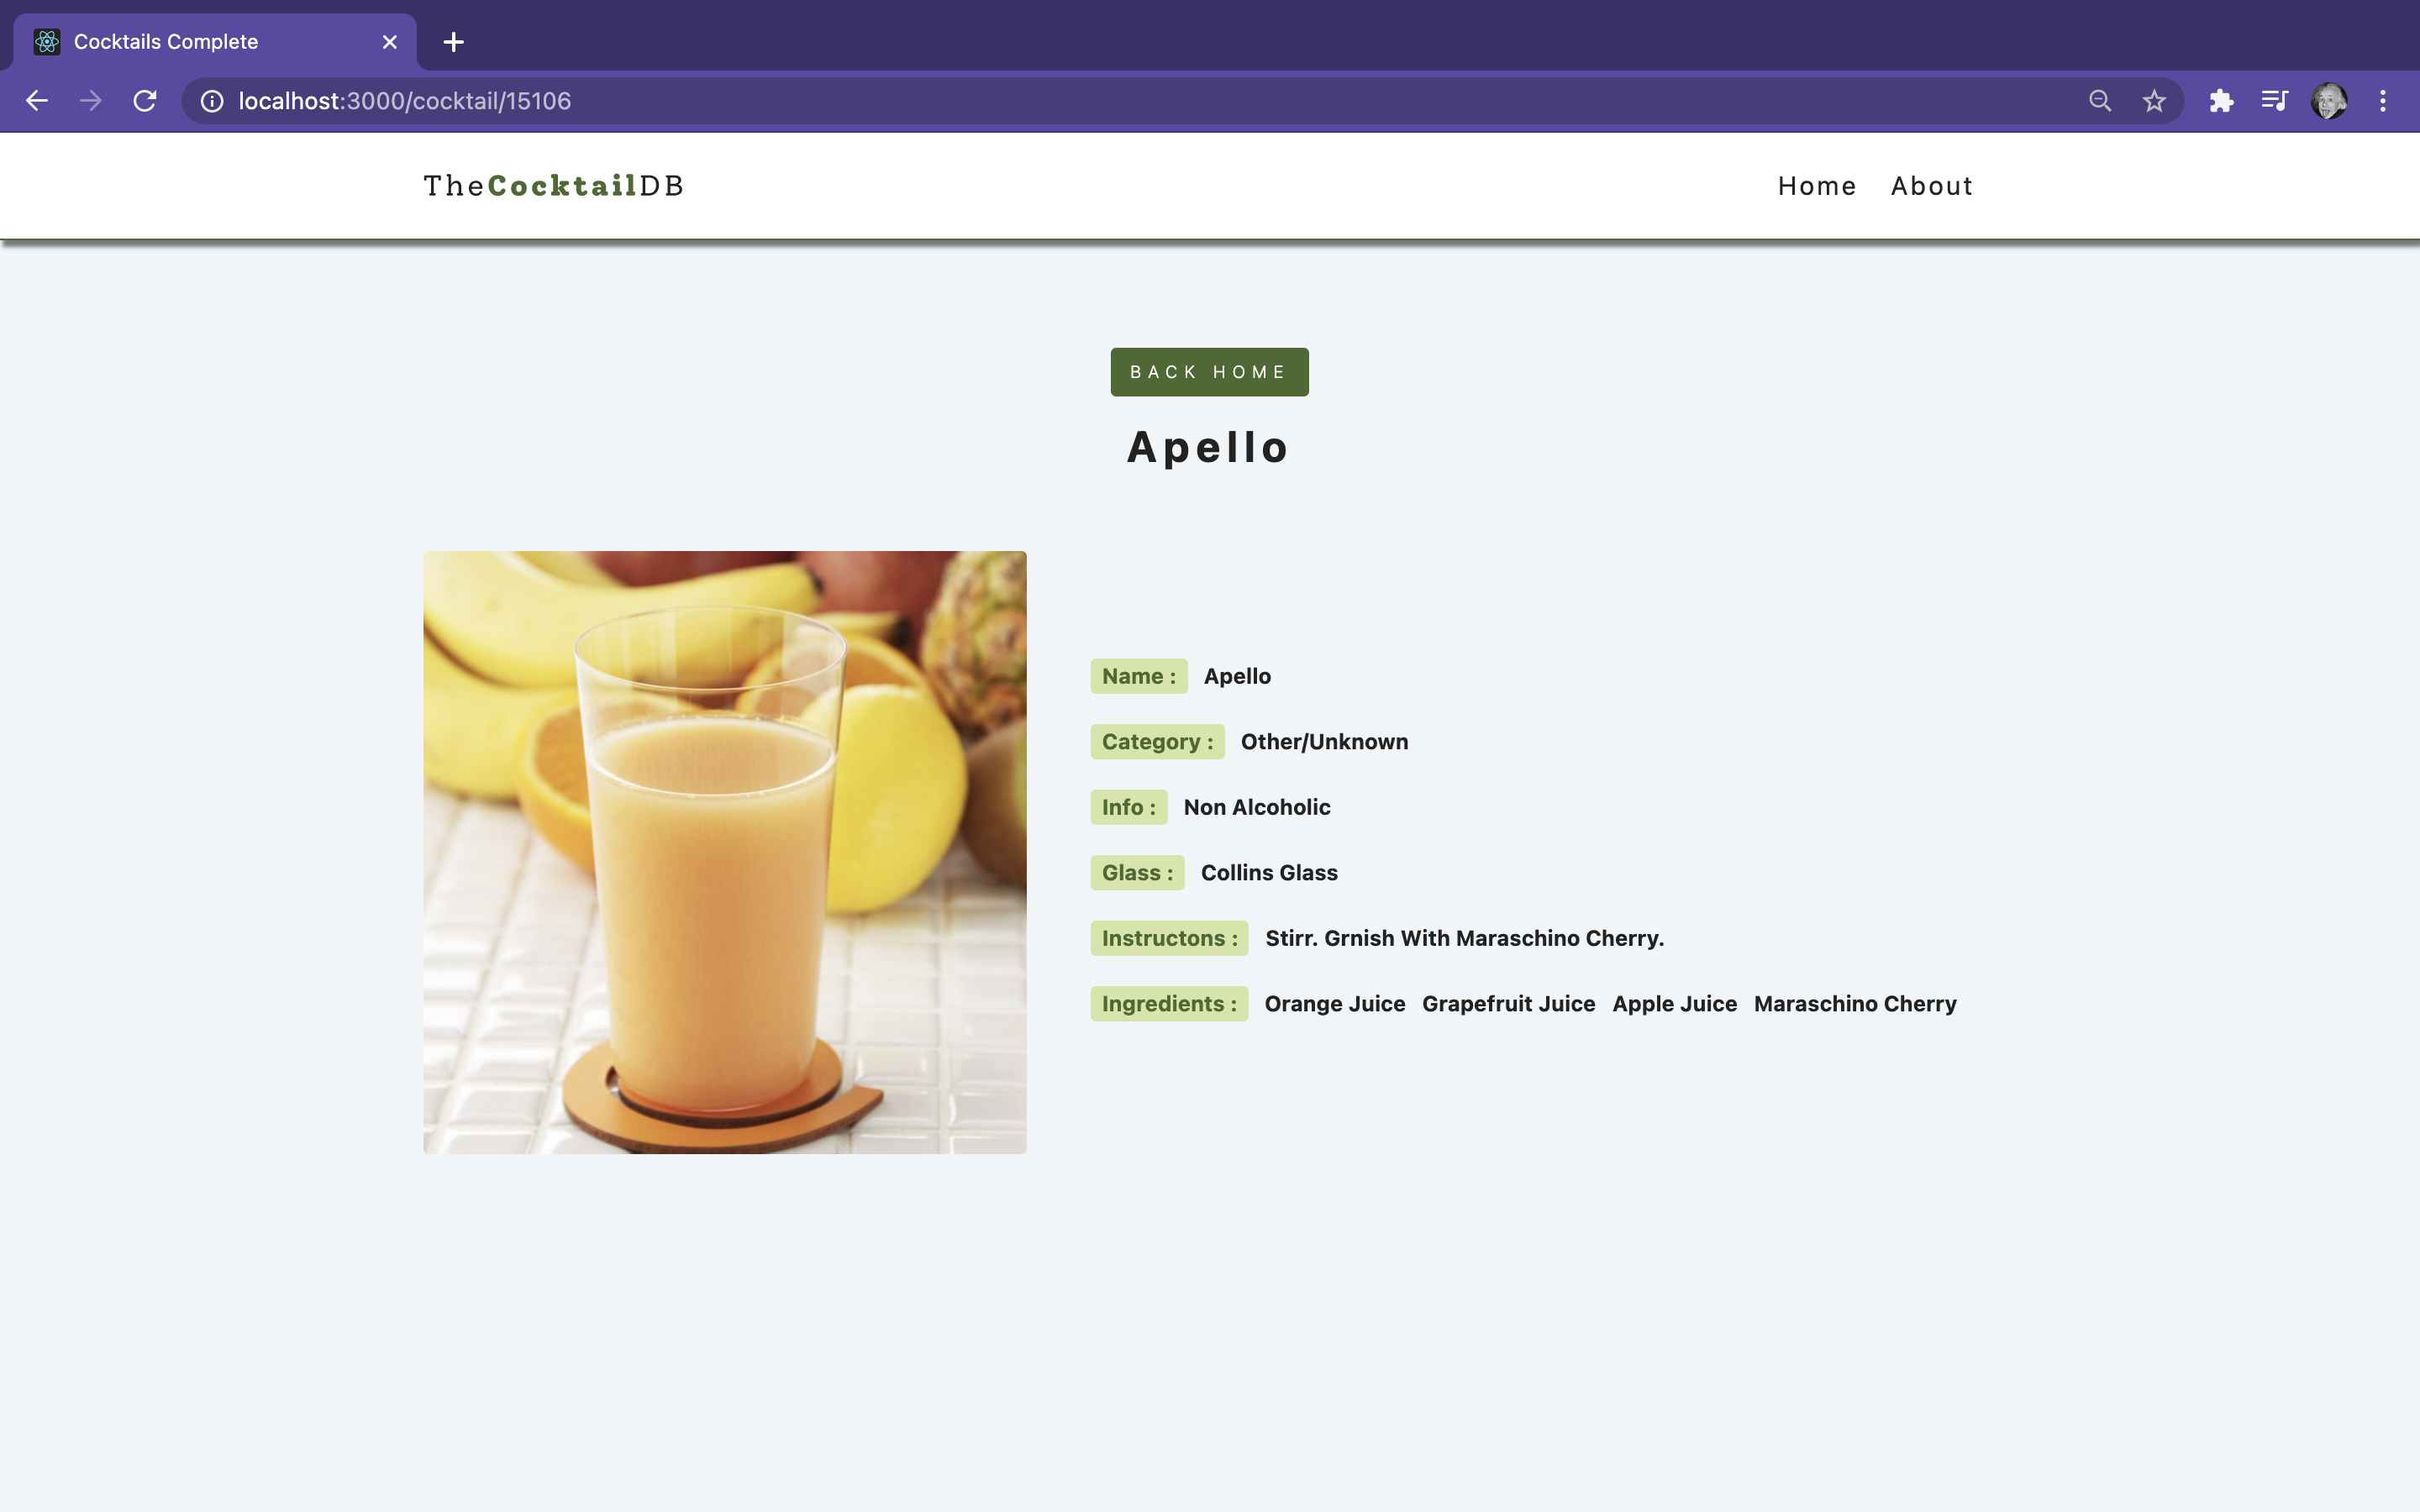 Cocktails Complete
localhost:3000/cocktail/15106
TheCocktailDB
Home About
BACK HOME
Apello
Name : Apello
Category : Other/Unknown
Info : Non Alcoholic
Glass : Collins Glass
Instructons : Stirr. Grnish With Maraschino Cherry.
Ingredients : Orange Juice Grapefruit Juice Apple Juice Maraschino Cherry